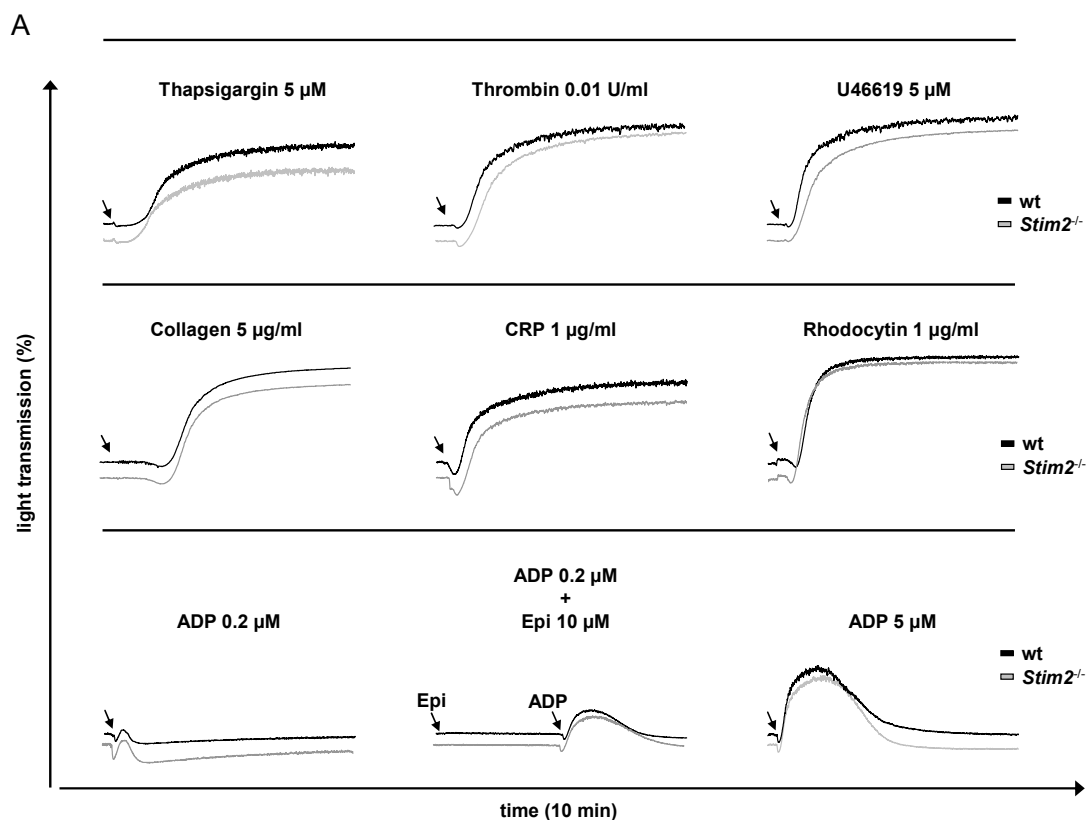 A
Thapsigargin 5 µM
Thrombin 0.01 U/ml
U46619 5 µM
wt
Stim2-/-
Collagen 5 µg/ml
CRP 1 µg/ml
Rhodocytin 1 µg/ml
wt
Stim2-/-
light transmission (%)
ADP 0.2 µM
ADP 0.2 µM
+
Epi 10 µM
ADP 5 µM
wt
Stim2-/-
Epi
ADP
time (10 min)